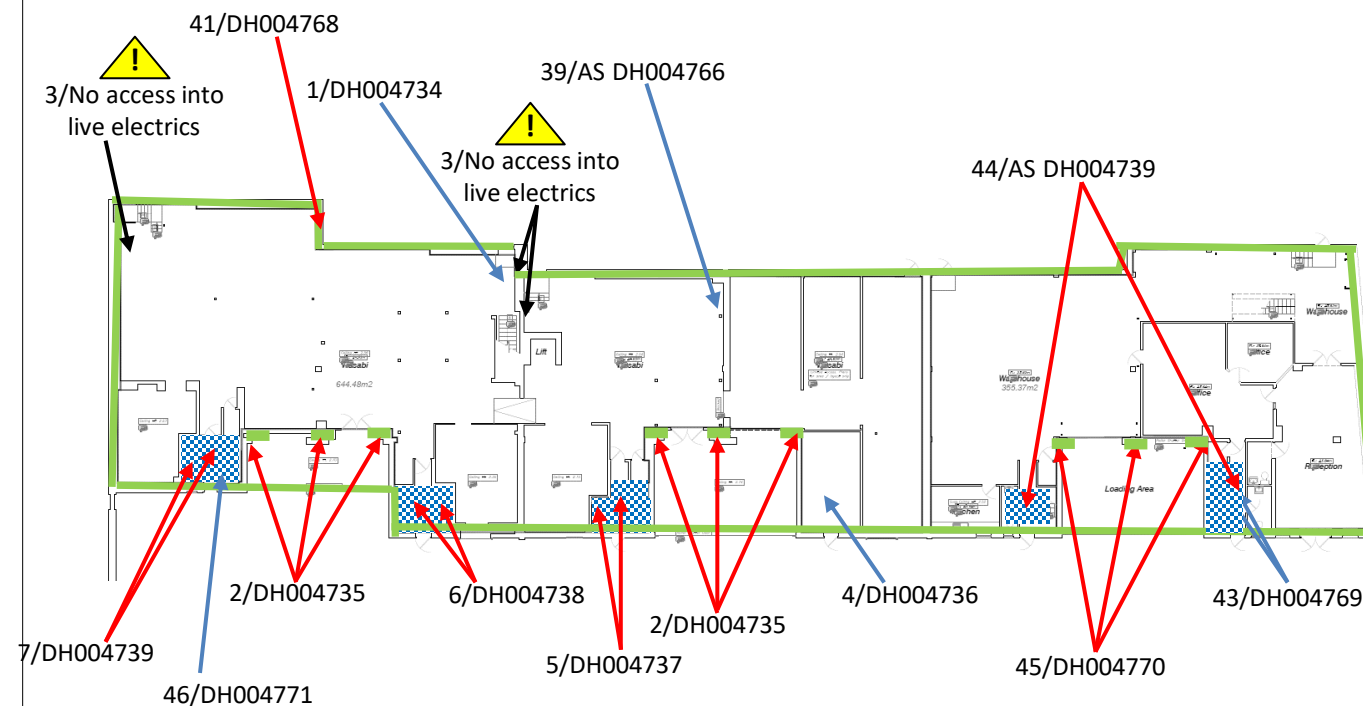 41/DH004768
!
3/No access into
live electrics
1/DH004734
39/AS DH004766
!
3/No access into
live electrics
44/AS DH004739
Lift
644.48m2
355.37m2
Loading Area
2/DH004735
6/DH004738
2/DH004735
4/DH004736
43/DH004769
7/DH004739
5/DH004737
45/DH004770
46/DH004771